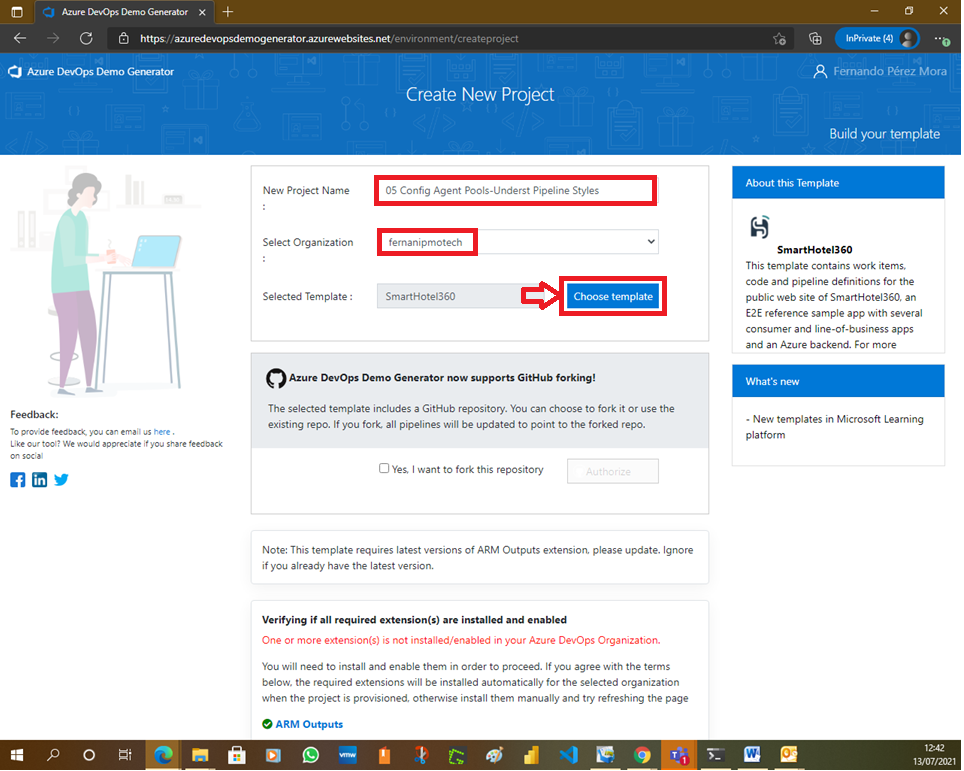 Azure DevOps Demo Generator
https://azuredevopsdemogenerator.azurewebsites.net/environment/createproject
InPrivate (4)
Azure DevOps Demo Generator
Fernando Pérez Mora
Create New Project
Build your template
New Project Name
:
05 Config Agent Pools-Underst Pipeline Styles
Select Organization
:
fernanipmotech
Selected Template :
SmartHotel360
Choose template
Azure DevOps Demo Generator now supports GitHub forking!
The selected template includes a GitHub repository. You can choose to fork it or use the
existing repo. If you fork, all pipelines will be updated to point to the forked repo.
Yes, I want to fork this repository
Authorize
Note: This template requires latest versions of ARM Outputs extension, please update. Ignore
if you already have the latest version.
Verifying if all required extension(s) are installed and enabled
One or more extension(s) is not installed/enabled in your Azure DevOps Organization.
You will need to install and enable them in order to proceed. If you agree with the terms
below, the required extensions will be installed automatically for the selected organization
when the project is provisioned, otherwise install them manually and try refreshing the page
ARM Outputs
About this Template
SmartHotel360
This template contains work items,
code and pipeline definitions for the
public web site of SmartHotel360, an
E2E reference sample app with several
consumer and line-of-business apps
and an Azure backend. For more
What's new
- New templates in Microsoft Learning
platform
Feedback:
To provide feedback, you can email us here .
Like our tool? We would appreciate if you share feedback
on social
vmw
1
12:42
13/07/2021